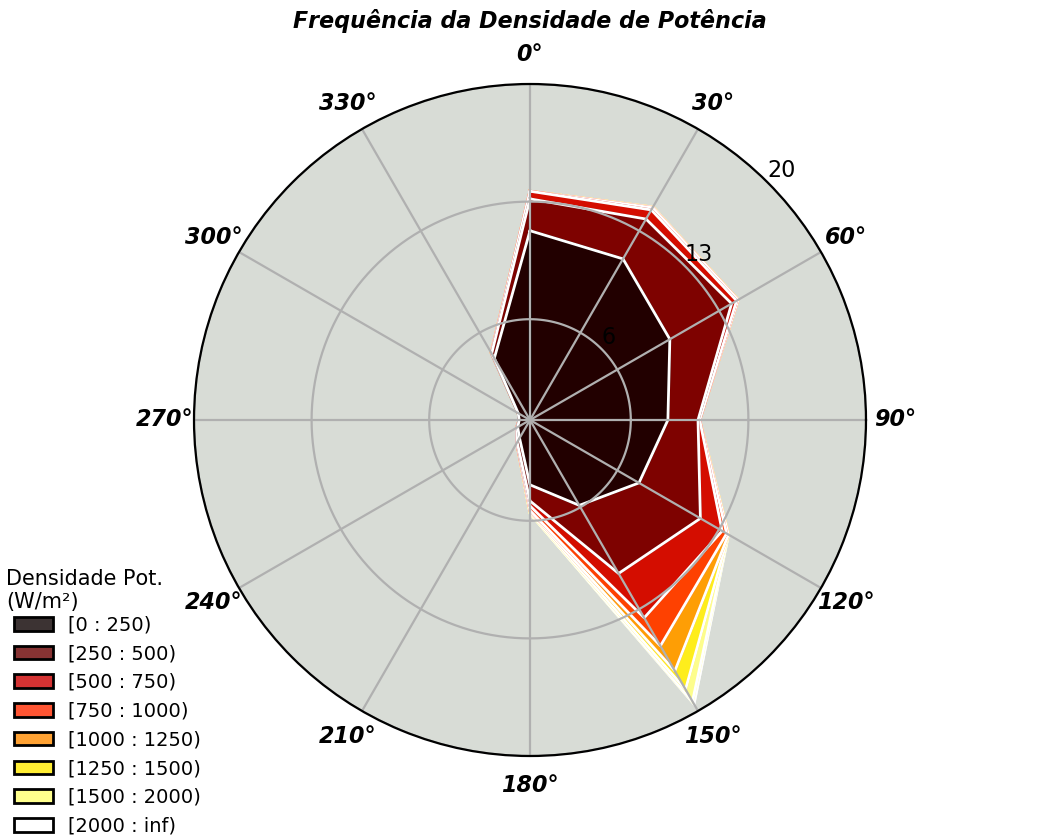 Frequência da Densidade de Potência
0°
330°
30°
20
300°
60°
13
6
270°
90°
240°
120°
210°
150°
180°
Densidade Pot.
(W/m²)
[0 : 250)
[250 : 500)
[500 : 750)
[750 : 1000)
[1000 : 1250)
[1250 : 1500)
[1500 : 2000)
[2000 : inf)